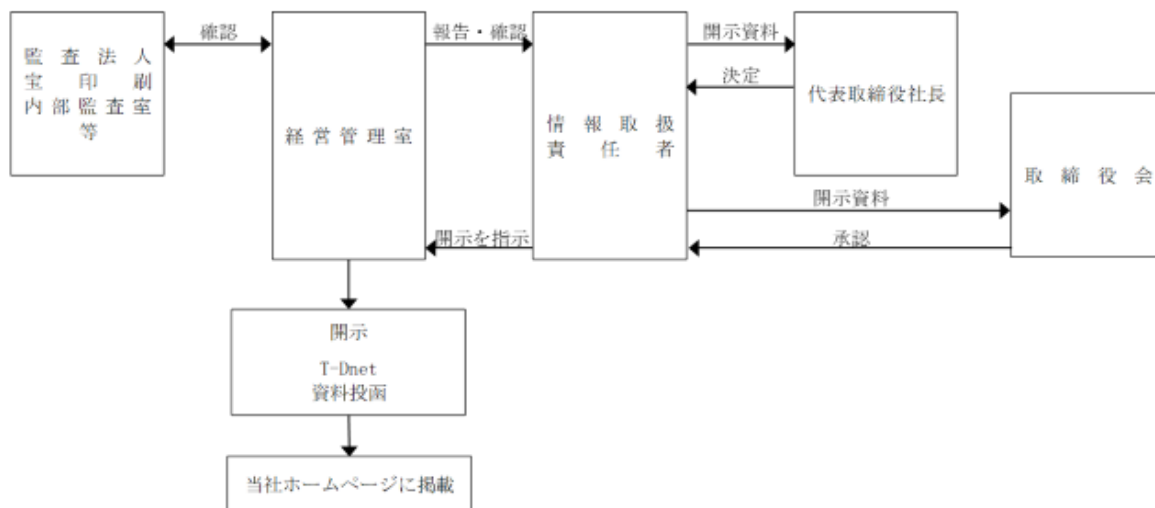 監査法人
宝印刷
内部監査室
等
確認
経営管理室
報告・確認
情報取扱
責任者
開示資料
決定
代表取締役社長
開示資料
承認
取締役会
開示を指示
開示
T-Dnet
資料投函
当社ホームページに掲載